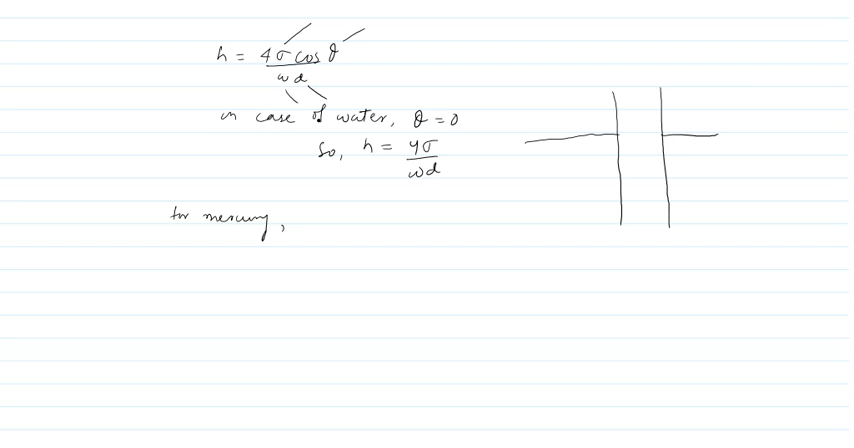 h = 4σ cos θ / wd
in case of water, θ = 0
So, h = 4σ / wd
for mercury,